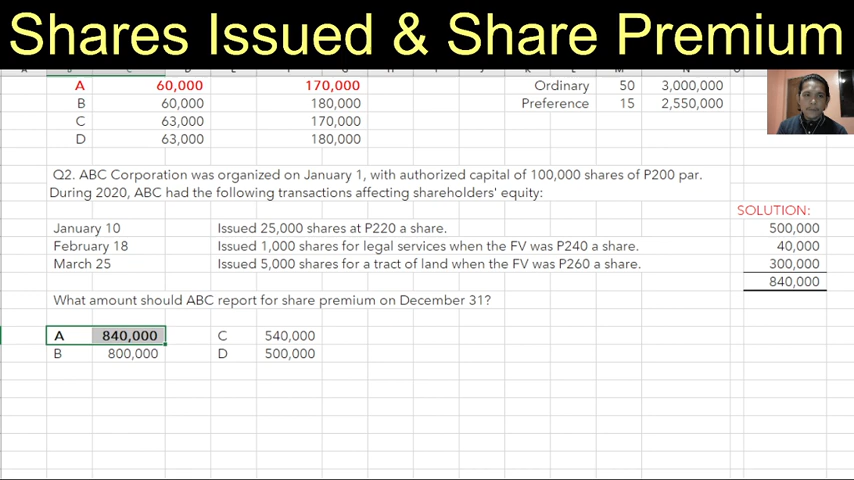 Shares Issued & Share Premium
A 60,000 170,000 Ordinary 50 3,000,000
B 60,000 180,000 Preference 15 2,550,000
C 63,000 170,000
D 63,000 180,000
Q2. ABC Corporation was organized on January 1, with authorized capital of 100,000 shares of P200 par.
During 2020, ABC had the following transactions affecting shareholders' equity:
SOLUTION:
January 10 Issued 25,000 shares at P220 a share. 500,000
February 18 Issued 1,000 shares for legal services when the FV was P240 a share. 40,000
March 25 Issued 5,000 shares for a tract of land when the FV was P260 a share. 300,000
840,000
What amount should ABC report for share premium on December 31?
A 840,000 C 540,000
B 800,000 D 500,000